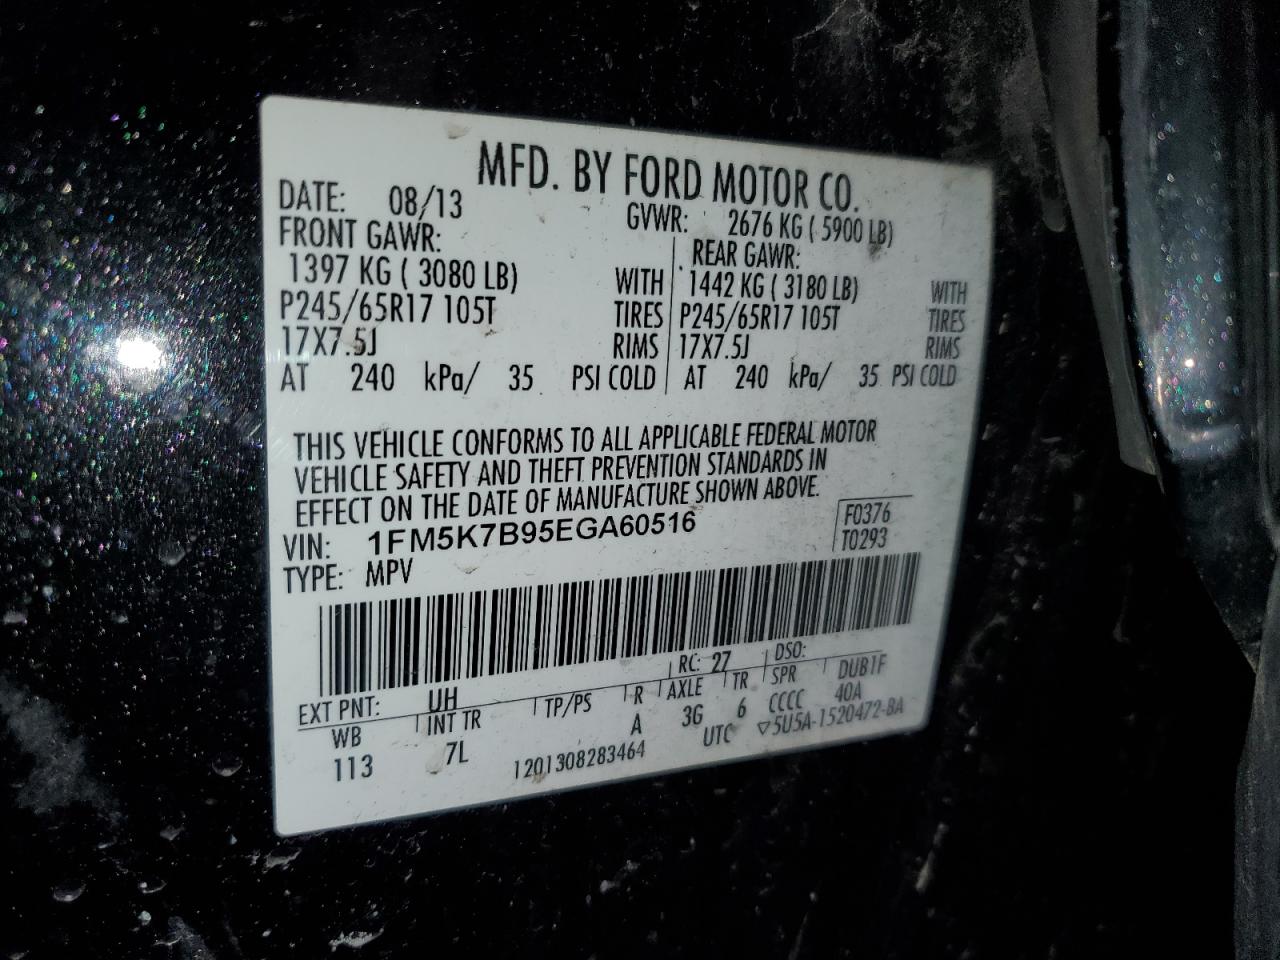 MFD. BY FORD MOTOR CO.
DATE: 08/13 GVWR: 2676 KG ( 5900 LB)
FRONT GAWR: REAR GAWR:
1397 KG ( 3080 LB) WITH 1442 KG ( 3180 LB) WITH
P245/65R17 105T TIRES P245/65R17 105T TIRES
17X7.5J RIMS 17X7.5J RIMS
AT 240 kPa/ 35 PSI COLD AT 240 kPa/ 35 PSI COLD
THIS VEHICLE CONFORMS TO ALL APPLICABLE FEDERAL MOTOR
VEHICLE SAFETY AND THEFT PREVENTION STANDARDS IN
EFFECT ON THE DATE OF MANUFACTURE SHOWN ABOVE.
VIN: 1FM5K7B95EGA60516 F0376
TYPE: MPV T0293
EXT PNT: UH RC: 27 DSO:
WB INT TR TP/PS R AXLE TR SPR DUB1F
113 7L A 3G 6 CCCC 40A
1201308283464 UTC ▽5U5A-1520472-BA